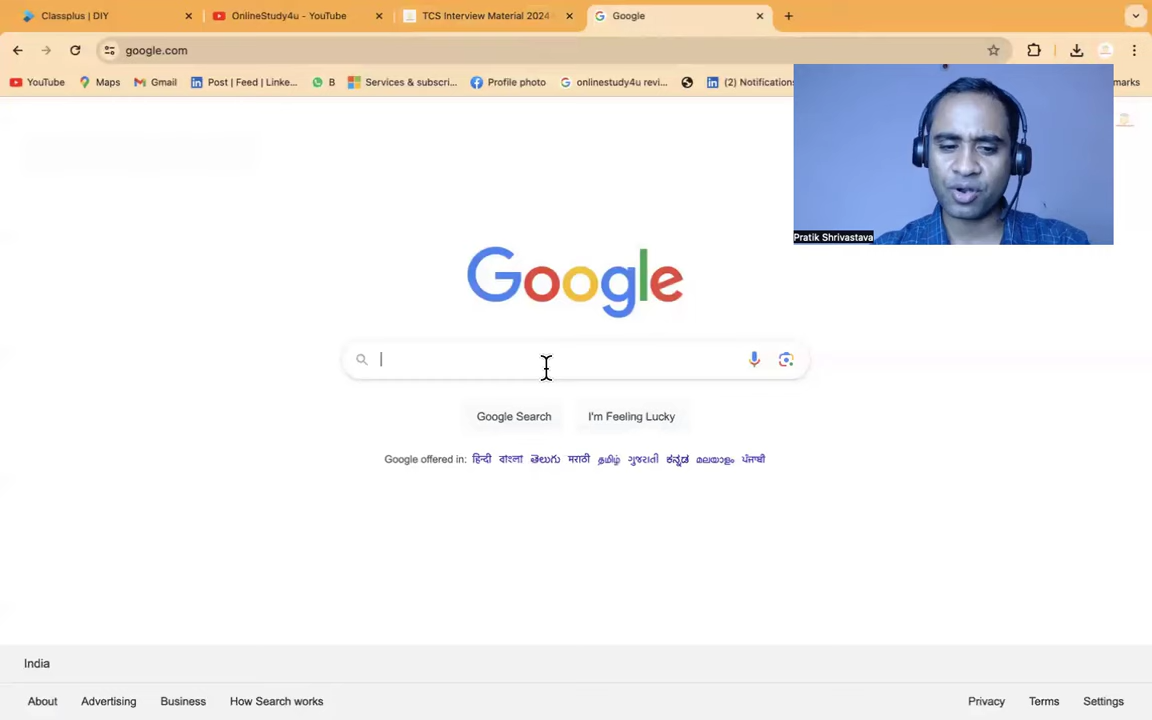 Classplus | DIY
OnlineStudy4u - YouTube
TCS Interview Material 2024
Google
google.com
YouTube
Maps
Gmail
Post | Feed | Linke...
B
Services & subscri...
Profile photo
onlinestudy4u revi...
(2) Notifications
marks
Pratik Shrivastava
Google
Google Search
I'm Feeling Lucky
Google offered in: हिन्दी বাংলা తెలుగు मराठी தமிழ் ગુજરાતી ಕನ್ನಡ മലയാളം ਪੰਜਾਬੀ
India
About Advertising Business How Search works
Privacy Terms Settings